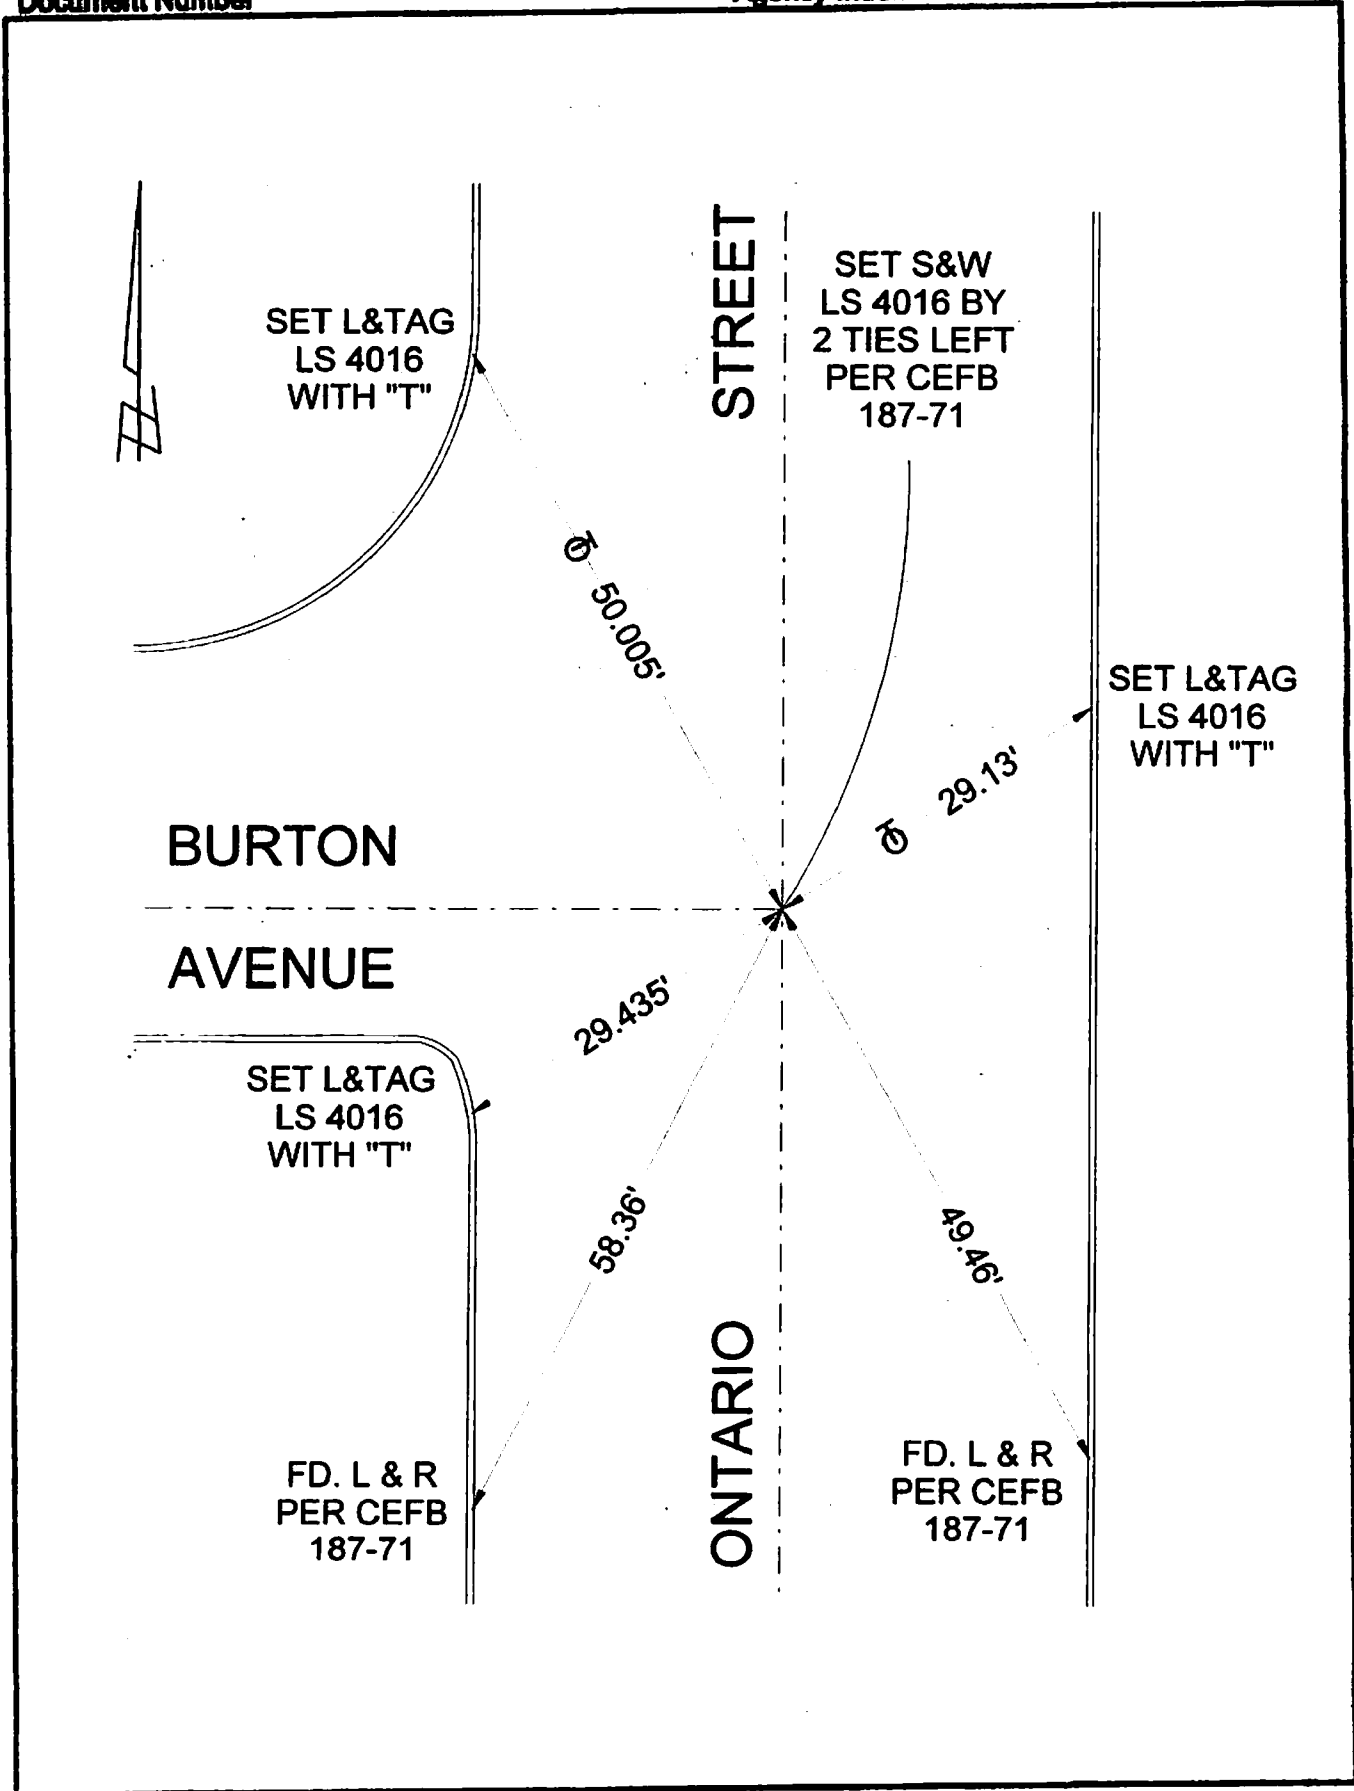 Document Number
STREET
SET S&W
LS 4016 BY
2 TIES LEFT
PER CEFB
187-71
SET L&TAG
LS 4016
WITH "T"
N
50.005'
SET L&TAG
LS 4016
WITH "T"
29.13'
BURTON
AVENUE
29.435'
SET L&TAG
LS 4016
WITH "T"
58.36'
49.46'
ONTARIO
FD. L & R
PER CEFB
187-71
FD. L & R
PER CEFB
187-71